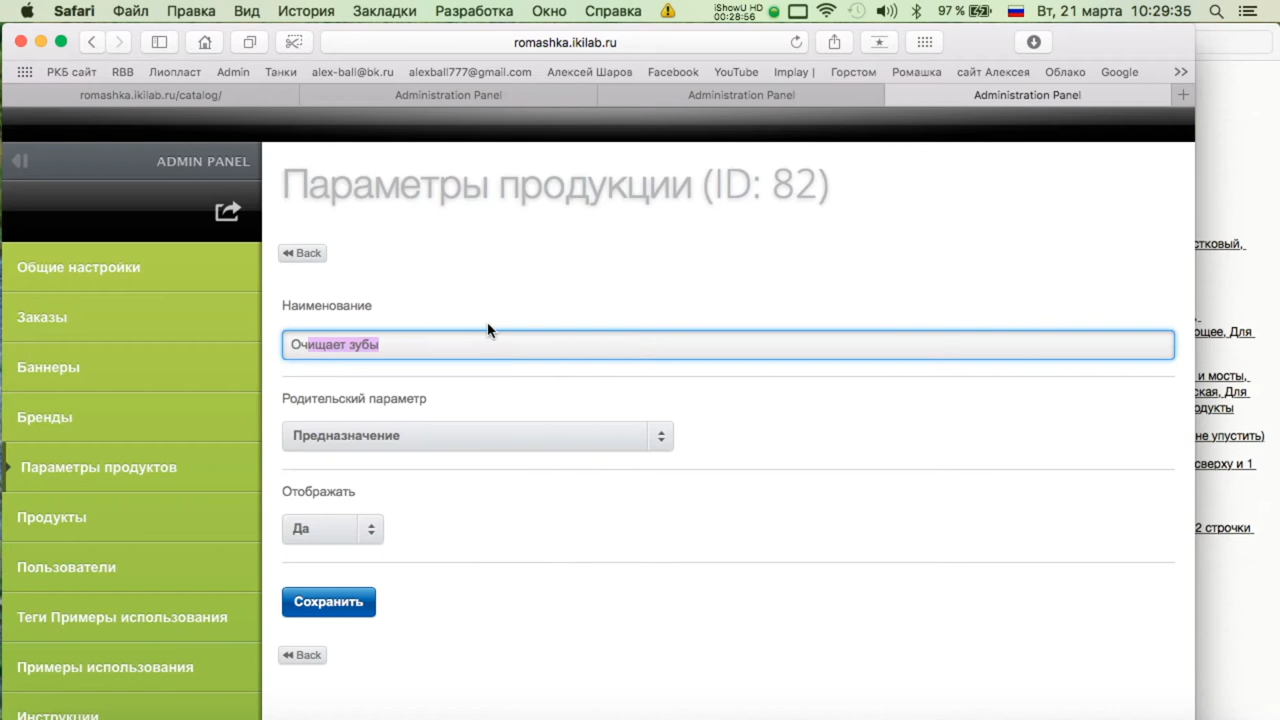 Safari Файл Правка Вид История Закладки Разработка Окно Справка iShowU HD 00:28:56 97 % Вт, 21 марта 10:29:35
romashka.ikilab.ru
РКБ сайт RBB Лиопласт Admin Танки alex-ball@bk.ru alexball777@gmail.com Алексей Шаров Facebook YouTube Implay | Горстом Ромашка сайт Алексея Облако Google >>
romashka.ikilab.ru/catalog/ Administration Panel Administration Panel Administration Panel +
ADMIN PANEL
Параметры продукции (ID: 82)
Back
Общие настройки
Заказы
Баннеры
Бренды
Параметры продуктов
Продукты
Пользователи
Теги Примеры использования
Примеры использования
Инструкции
Наименование
Очищает зубы
Родительский параметр
Предназначение
Отображать
Да
Сохранить
Back
стковый,
щее, Для
и мосты,
ская, Для
одукты
не упустить)
сверху и 1
2 строчки